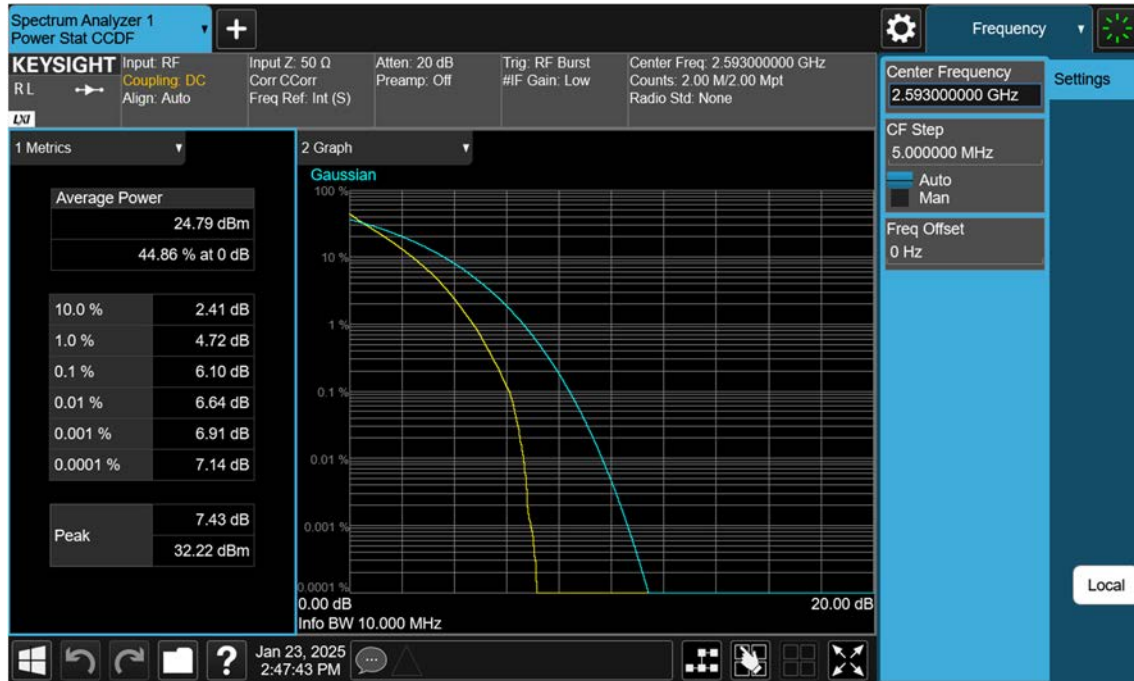 Spectrum Analyzer 1
Power Stat CCDF
Frequency
KEYSIGHT
R L
LXI
Input: RF
Coupling: DC
Align: Auto
Input Z: 50 Ω
Corr CCorr
Freq Ref: Int (S)
Atten: 20 dB
Preamp: Off
Trig: RF Burst
#IF Gain: Low
Center Freq: 2.593000000 GHz
Counts: 2.00 M/2.00 Mpt
Radio Std: None
1 Metrics
Average Power
24.79 dBm
44.86 % at 0 dB
10.0 % 2.41 dB
1.0 % 4.72 dB
0.1 % 6.10 dB
0.01 % 6.64 dB
0.001 % 6.91 dB
0.0001 % 7.14 dB
Peak
7.43 dB
32.22 dBm
2 Graph
Gaussian
100 %
10 %
1 %
0.1 %
0.01 %
0.001 %
0.0001 %
0.00 dB 20.00 dB
Info BW 10.000 MHz
Center Frequency
2.593000000 GHz
CF Step
5.000000 MHz
Auto
Man
Freq Offset
0 Hz
Settings
Local
?
Jan 23, 2025
2:47:43 PM